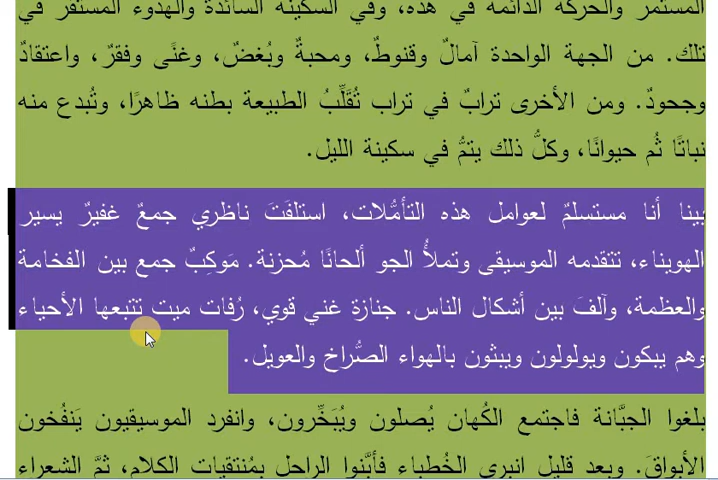 المستمر والحركة الدائمة في هذه، وفي السكينة السائدة والهدوء المستقر في
تلك. من الجهة الواحدة آمالٌ وقنوطٌ، ومحبةٌ وبُغضٌ، وغنًى وفقرٌ، واعتقادٌ
وجحودٌ. ومن الأخرى ترابٌ في تراب تُقَلِّبُ الطبيعة بطنه ظاهرًا، وتُبدع منه
نباتًا ثُم حيوانًا، وكلُّ ذلك يتمُّ في سكينة الليل.
بينا أنا مستسلمٌ لعوامل هذه التأمُّلات، استلفَتَ ناظري جمعٌ غفيرٌ يسير
الهويناء، تتقدمه الموسيقى وتملأُ الجو ألحانًا مُحزنة. مَوكِبٌ جمع بين الفخامة
والعظمة، وآلفَ بين أشكال الناس. جنازة غني قوي، رُفات ميت تتبعها الأحياء
وهم يبكون ويولولون ويبثون بالهواء الصُّراخ والعويل.
بلغوا الجبَّانة فاجتمع الكُهان يُصلون ويُبَخِّرون، وانفرد الموسيقيون يَنفُخون
الأبواقَ. وبعد قليل انبرى الخُطباء فأبَّنوا الراحل بمُنتقيات الكلام، ثمَّ الشعراء